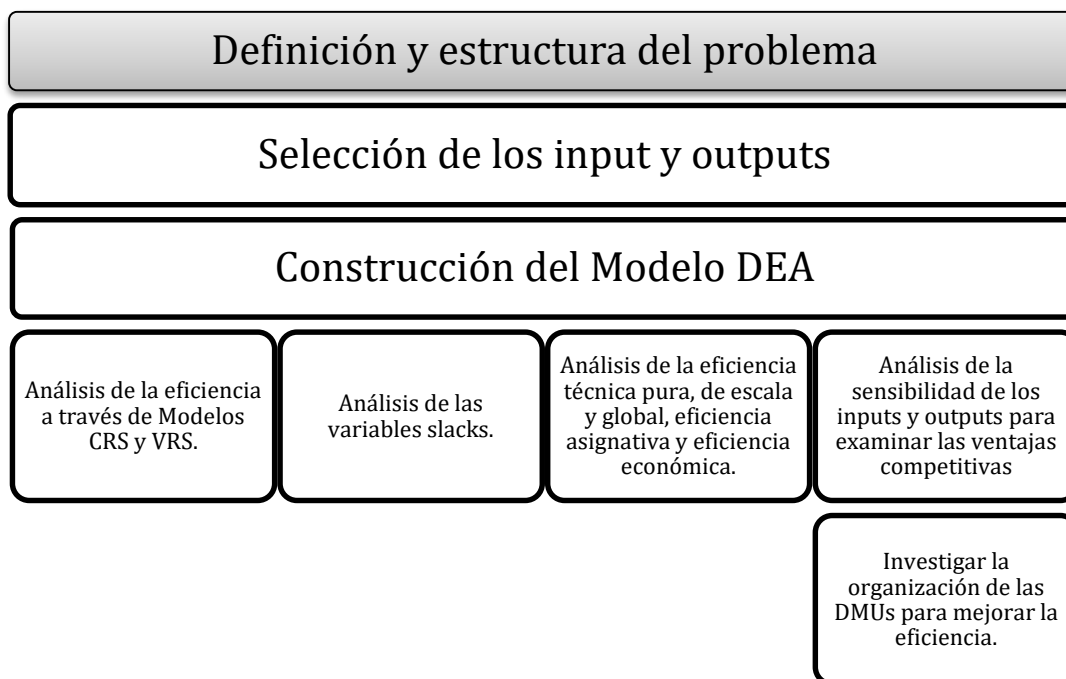 Definición y estructura del problema
Selección de los input y outputs
Construcción del Modelo DEA
Análisis de la eficiencia
a través de Modelos
CRS y VRS.
Análisis de las
variables slacks.
Análisis de la eficiencia
técnica pura, de escala
y global, eficiencia
asignativa y eficiencia
económica.
Análisis de la
sensibilidad de los
inputs y outputs para
examinar las ventajas
competitivas
Investigar la
organización de las
DMUs para mejorar la
eficiencia.